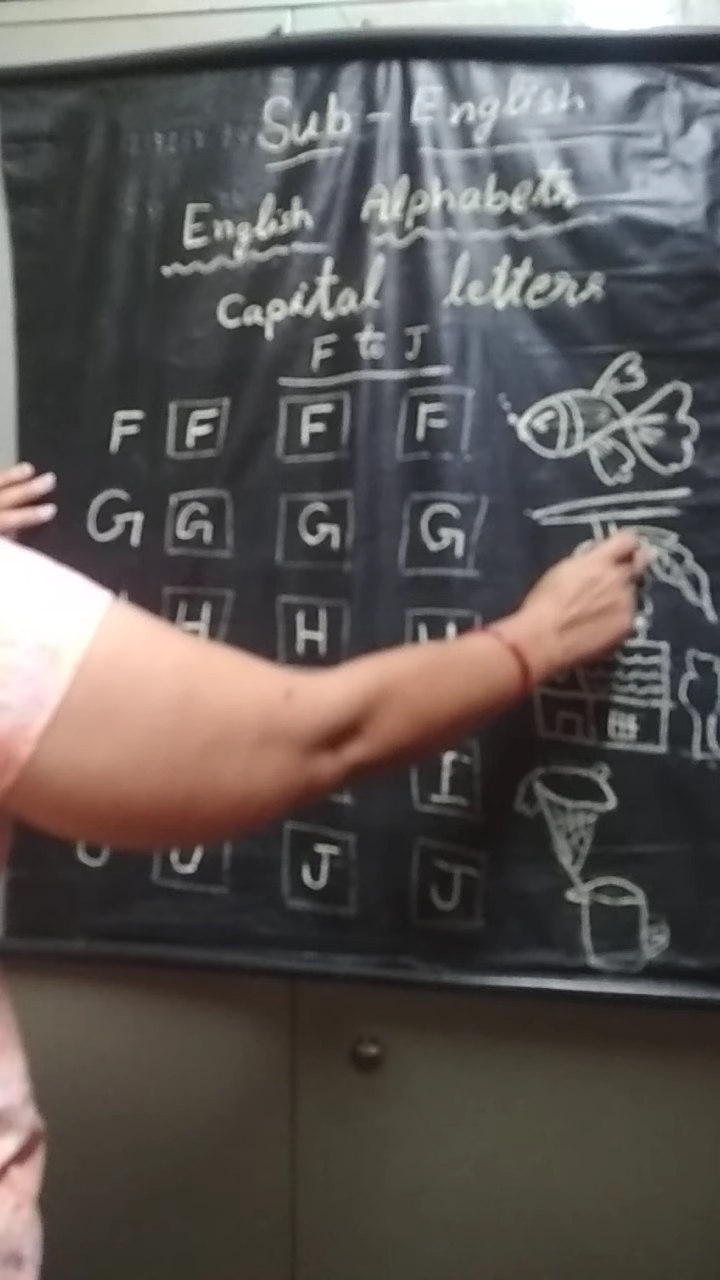 Sub - English
English Alphabets
Capital letters
F to J
F F F F
G G G G
H H H
I
J J J J